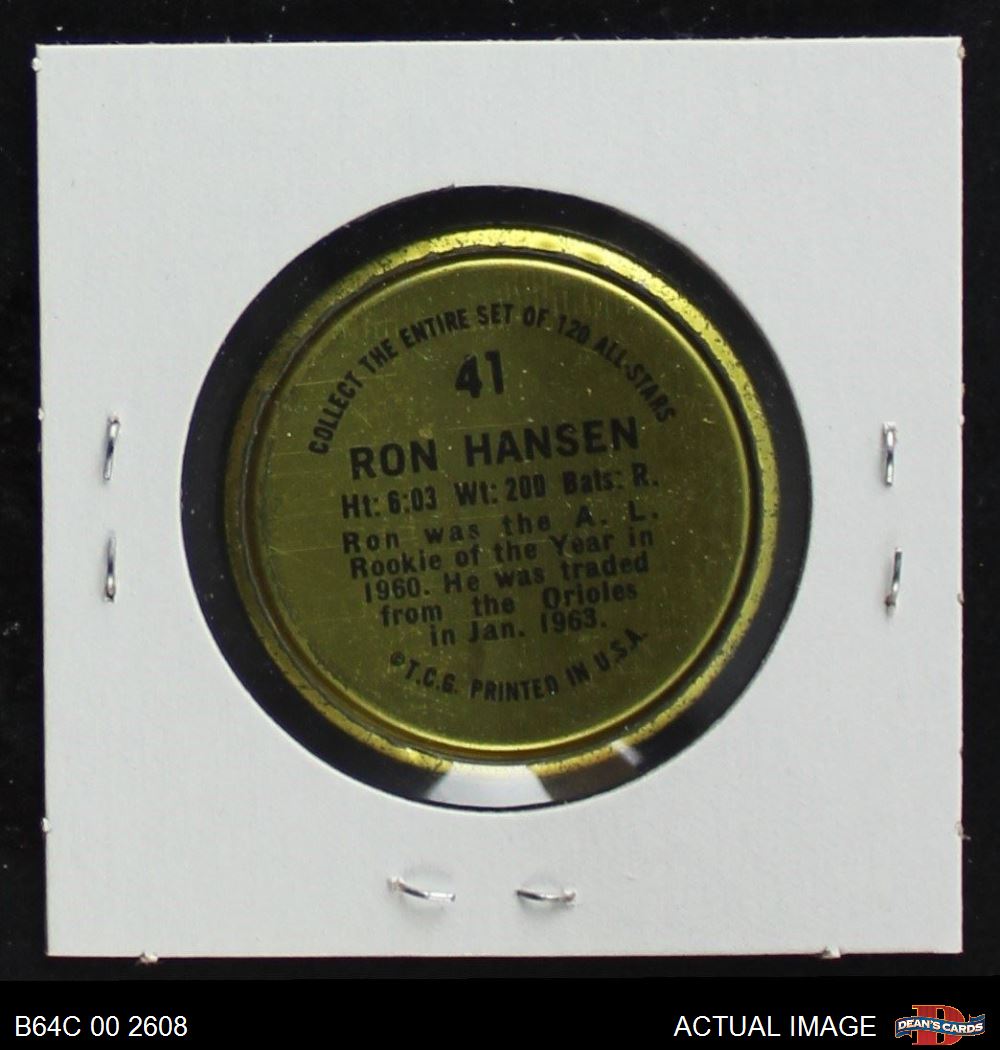 COLLECT THE ENTIRE SET OF 120 ALL-STARS
41
RON HANSEN
Ht: 6:03 Wt: 200 Bats: R.
Ron was the A. L.
Rookie of the Year in
1960. He was traded
from the Orioles
in Jan. 1963.
©T.C.G. PRINTED IN U.S.A.
B64C 00 2608
ACTUAL IMAGE
D
DEAN'S CARDS